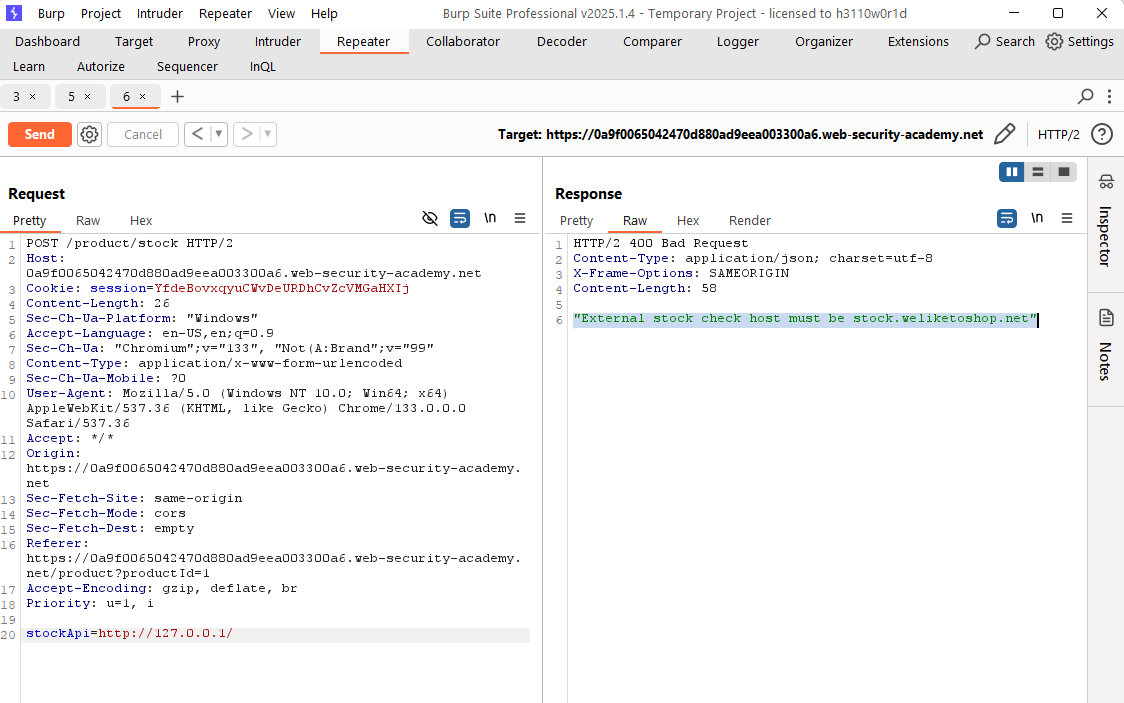 Burp Project Intruder Repeater View Help Burp Suite Professional v2025.1.4 - Temporary Project - licensed to h3110w0r1d
Dashboard Target Proxy Intruder Repeater Collaborator Decoder Comparer Logger Organizer Extensions Search Settings
Learn Autorize Sequencer InQL
3 × 5 × 6 × +
Send Cancel < > Target: https://0a9f0065042470d880ad9eea003300a6.web-security-academy.net HTTP/2 ?
Request
Pretty Raw Hex \n
1 POST /product/stock HTTP/2
2 Host:
0a9f0065042470d880ad9eea003300a6.web-security-academy.net
3 Cookie: session=YfdeBovxqyuCWvDeURDhCvZcVMGaHXIj
4 Content-Length: 26
5 Sec-Ch-Ua-Platform: "Windows"
6 Accept-Language: en-US,en;q=0.9
7 Sec-Ch-Ua: "Chromium";v="133", "Not(A:Brand";v="99"
8 Content-Type: application/x-www-form-urlencoded
9 Sec-Ch-Ua-Mobile: ?0
10 User-Agent: Mozilla/5.0 (Windows NT 10.0; Win64; x64)
AppleWebKit/537.36 (KHTML, like Gecko) Chrome/133.0.0.0
Safari/537.36
11 Accept: */*
12 Origin:
https://0a9f0065042470d880ad9eea003300a6.web-security-academy.
net
13 Sec-Fetch-Site: same-origin
14 Sec-Fetch-Mode: cors
15 Sec-Fetch-Dest: empty
16 Referer:
https://0a9f0065042470d880ad9eea003300a6.web-security-academy.
net/product?productId=1
17 Accept-Encoding: gzip, deflate, br
18 Priority: u=1, i
19
20 stockApi=http://127.0.0.1/
Response
Pretty Raw Hex Render \n
1 HTTP/2 400 Bad Request
2 Content-Type: application/json; charset=utf-8
3 X-Frame-Options: SAMEORIGIN
4 Content-Length: 58
5
6 "External stock check host must be stock.weliketoshop.net"
Inspector
Notes